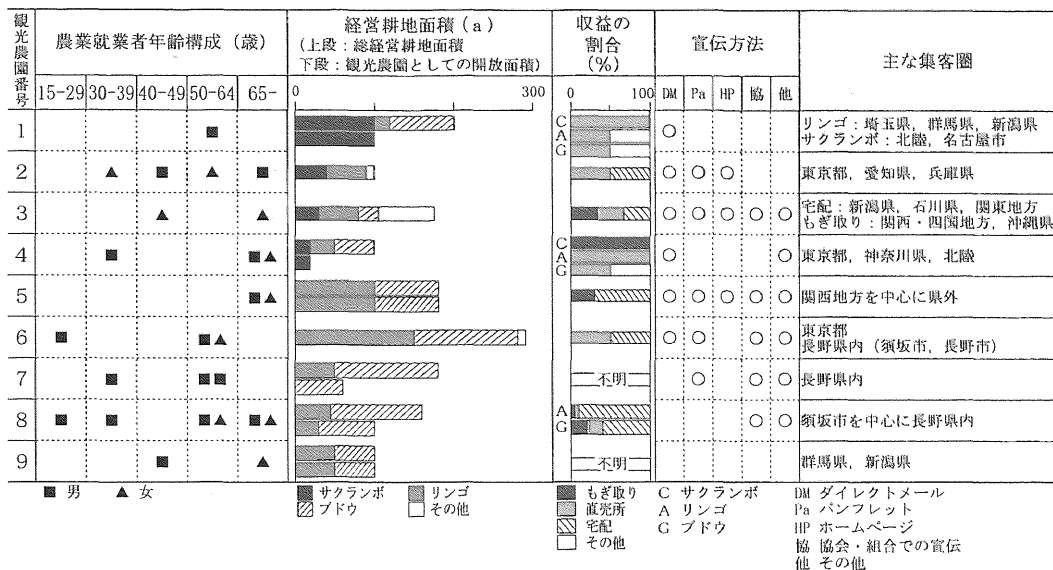 観光農園番号
農業就業者年齢構成（歳）
15-29 30-39 40-49 50-64 65-
経営耕地面積（a）
（上段：総経営耕地面積
下段：観光農園としての開放面積）
0 300
収益の割合（%）
0 100
宣伝方法
DM Pa HP 協 他
主な集客圏
1
C
A
G
リンゴ：埼玉県，群馬県，新潟県
サクランボ：北陸，名古屋市
2
東京都，愛知県，兵庫県
3
宅配：新潟県，石川県，関東地方
もぎ取り：関西・四国地方，沖縄県
4
C
A
G
東京都，神奈川県，北陸
5
関西地方を中心に県外
6
東京都
長野県内（須坂市，長野市）
7
不明
長野県内
8
A
G
須坂市を中心に長野県内
9
不明
群馬県，新潟県
■ 男 ▲ 女
サクランボ リンゴ
ブドウ その他
もぎ取り
直売所
宅配
その他
C サクランボ
A リンゴ
G ブドウ
DM ダイレクトメール
Pa パンフレット
HP ホームページ
協 協会・組合での宣伝
他 その他